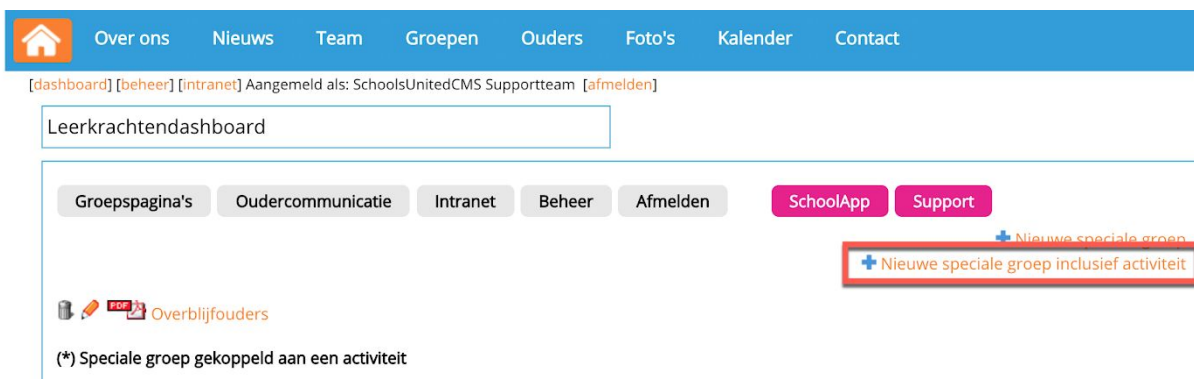 Over ons Nieuws Team Groepen Ouders Foto's Kalender Contact
[dashboard] [beheer] [intranet] Aangemeld als: SchoolsUnitedCMS Supportteam [afmelden]
Leerkrachtendashboard
Groepspagina's Oudercommunicatie Intranet Beheer Afmelden SchoolApp Support
Nieuwe speciale groep
Nieuwe speciale groep inclusief activiteit
PDF Overblijfouders
(*) Speciale groep gekoppeld aan een activiteit